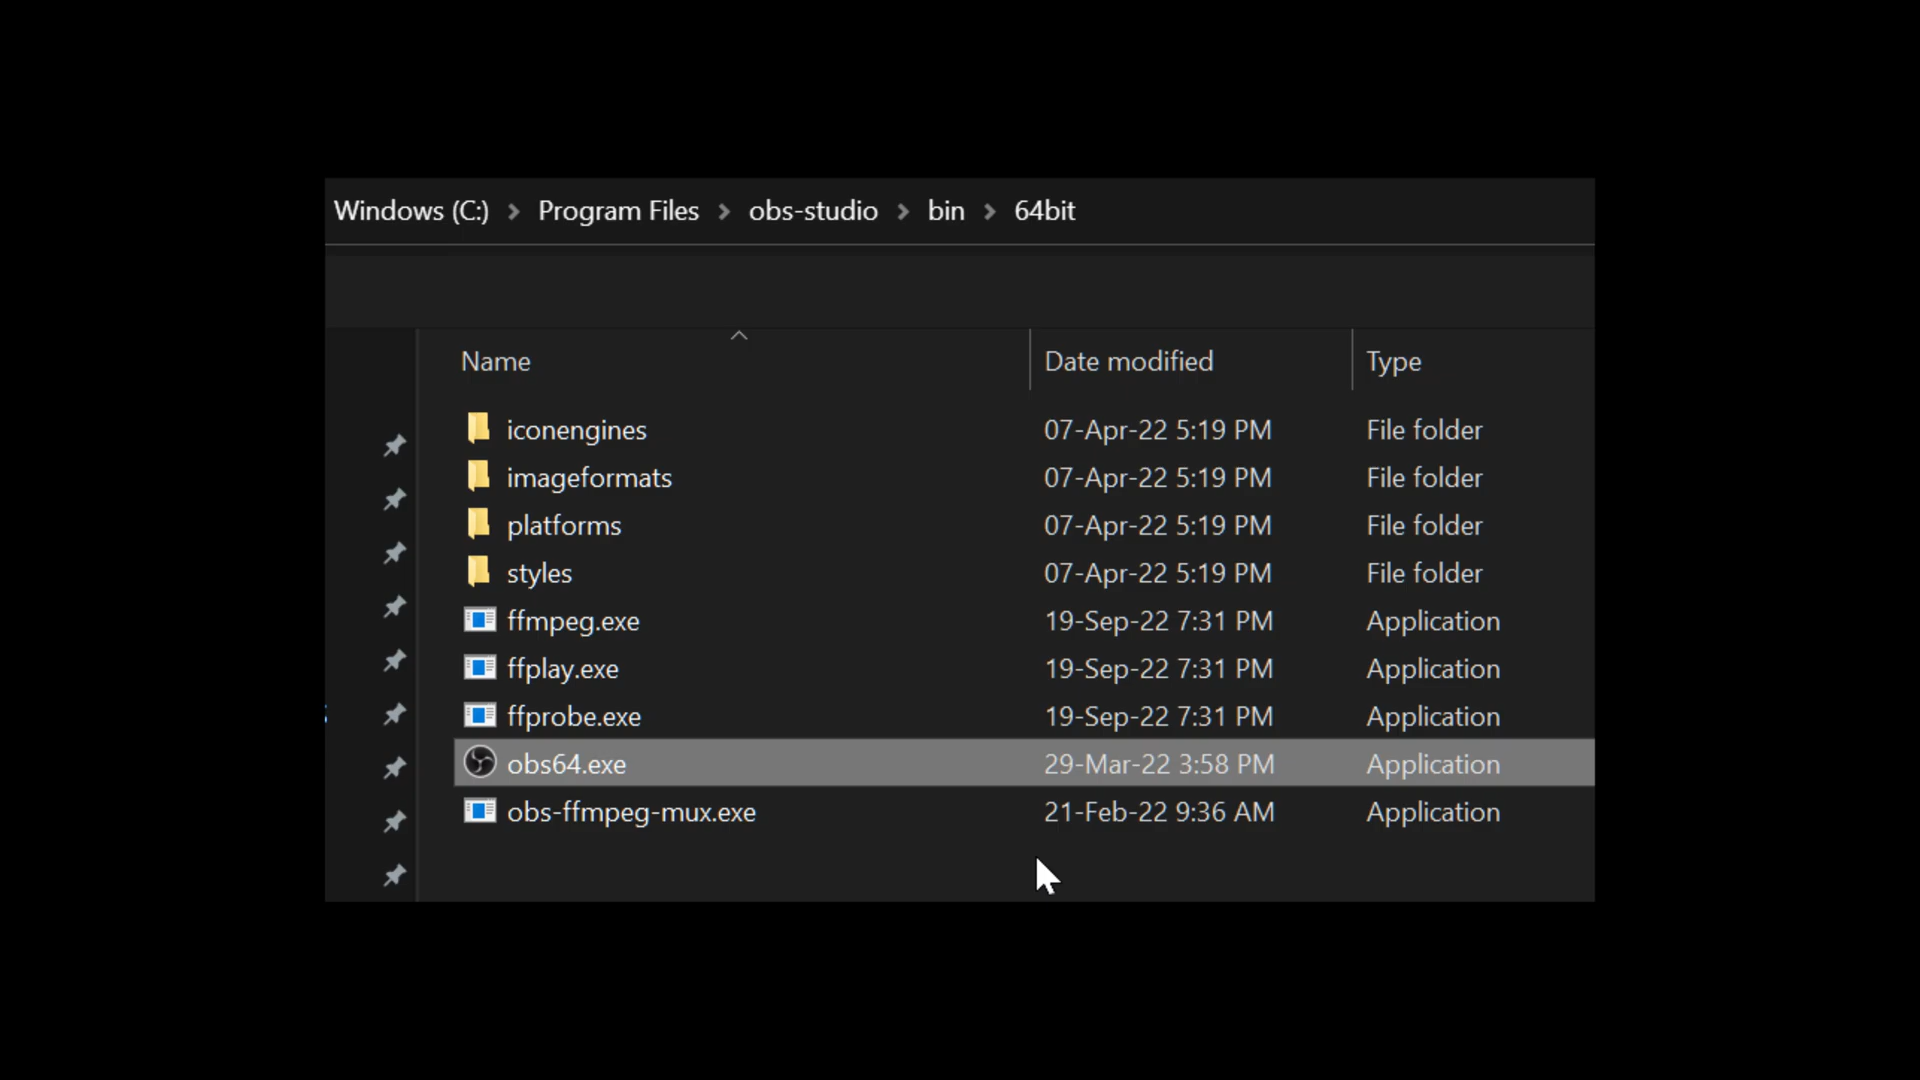 Windows (C:) > Program Files > obs-studio > bin > 64bit
Name Date modified Type
iconengines 07-Apr-22 5:19 PM File folder
imageformats 07-Apr-22 5:19 PM File folder
platforms 07-Apr-22 5:19 PM File folder
styles 07-Apr-22 5:19 PM File folder
ffmpeg.exe 19-Sep-22 7:31 PM Application
ffplay.exe 19-Sep-22 7:31 PM Application
ffprobe.exe 19-Sep-22 7:31 PM Application
obs64.exe 29-Mar-22 3:58 PM Application
obs-ffmpeg-mux.exe 21-Feb-22 9:36 AM Application